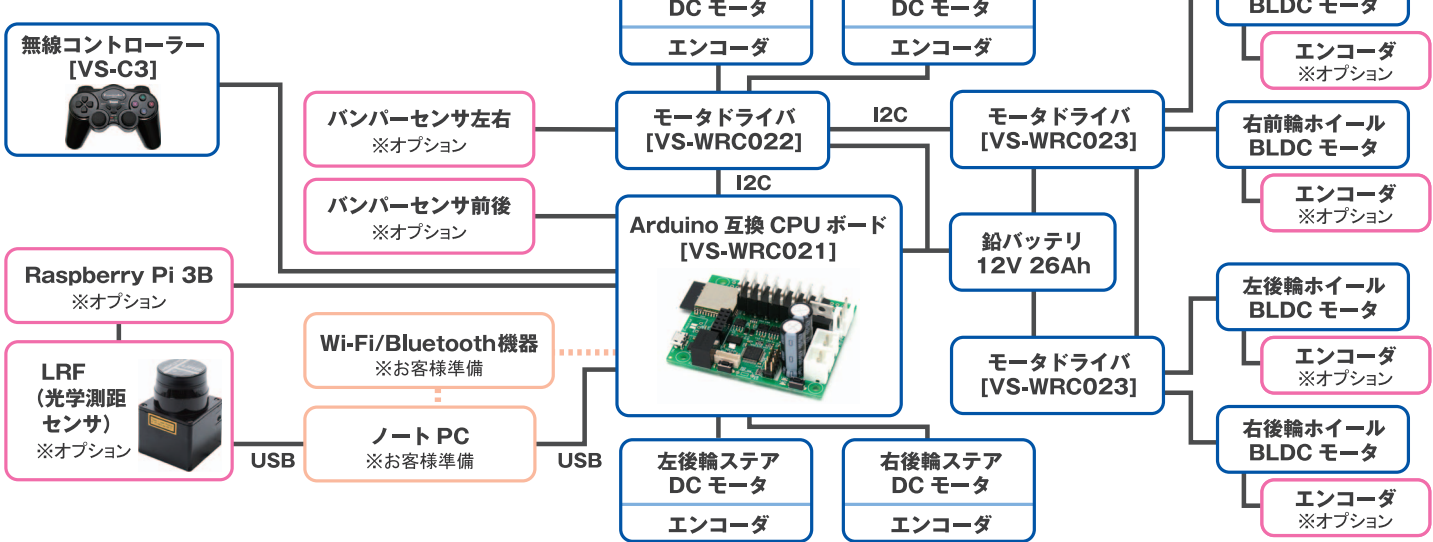 DC モータ
エンコーダ
DC モータ
エンコーダ
BLDC モータ
エンコーダ
※オプション
無線コントローラー
[VS-C3]
バンパーセンサ左右
※オプション
モータドライバ
[VS-WRC022]
I2C
モータドライバ
[VS-WRC023]
右前輪ホイール
BLDC モータ
エンコーダ
※オプション
I2C
バンパーセンサ前後
※オプション
Arduino 互換 CPU ボード
[VS-WRC021]
鉛バッテリ
12V 26Ah
Raspberry Pi 3B
※オプション
左後輪ホイール
BLDC モータ
エンコーダ
※オプション
Wi-Fi/Bluetooth機器
※お客様準備
モータドライバ
[VS-WRC023]
LRF
(光学測距
センサ)
※オプション
USB
ノート PC
※お客様準備
USB
右後輪ホイール
BLDC モータ
エンコーダ
※オプション
左後輪ステア
DC モータ
エンコーダ
右後輪ステア
DC モータ
エンコーダ